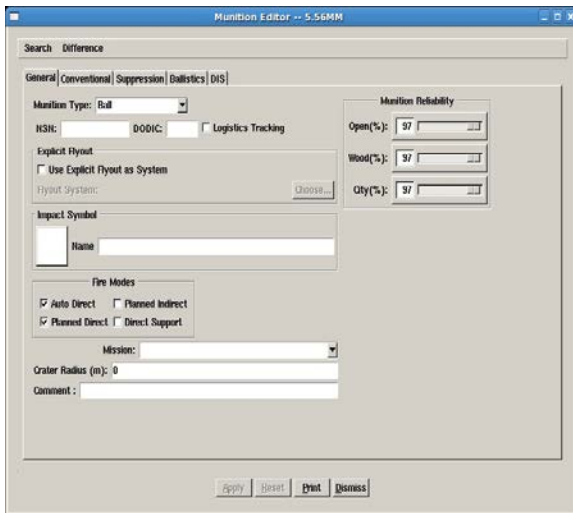 Munition Editor -- 5.56MM
Search Difference
General Conventional Suppression Ballistics DIS
Munition Type: Ball
NSN: DODIC: Logistics Tracking
Munition Reliability
Open(%): 97
Wood(%): 97
City(%): 97
Explicit Flyout
Use Explicit Flyout as System
Flyout System: Choose...
Impact Symbol
Name
Fire Modes
Auto Direct Planned Indirect
Planned Direct Direct Support
Mission:
Crater Radius (m): 0
Comment :
Apply Reset Print Dismiss